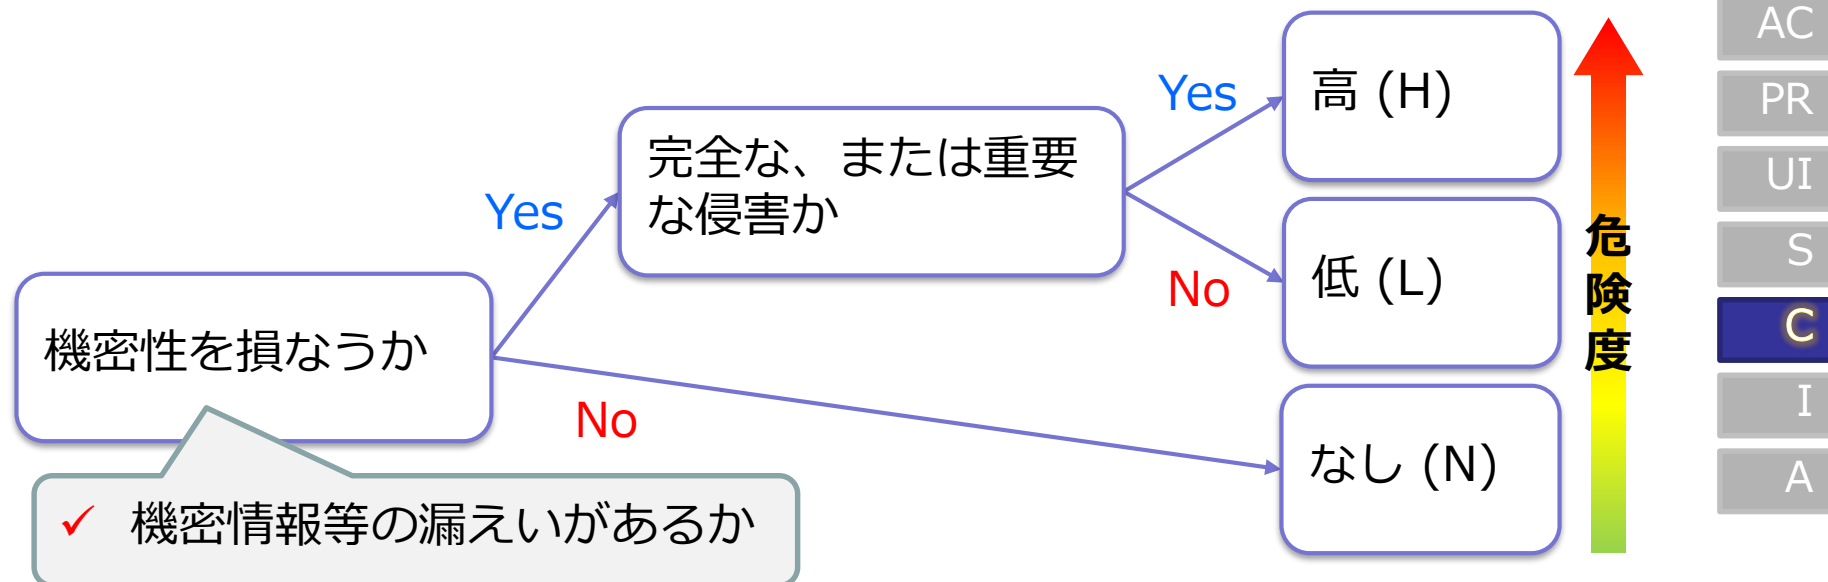 機密性を損なうか
Yes
No
完全な、または重要
な侵害か
Yes
No
高 (H)
低 (L)
なし (N)
✓ 機密情報等の漏えいがあるか
危険度
AC
PR
UI
S
C
I
A